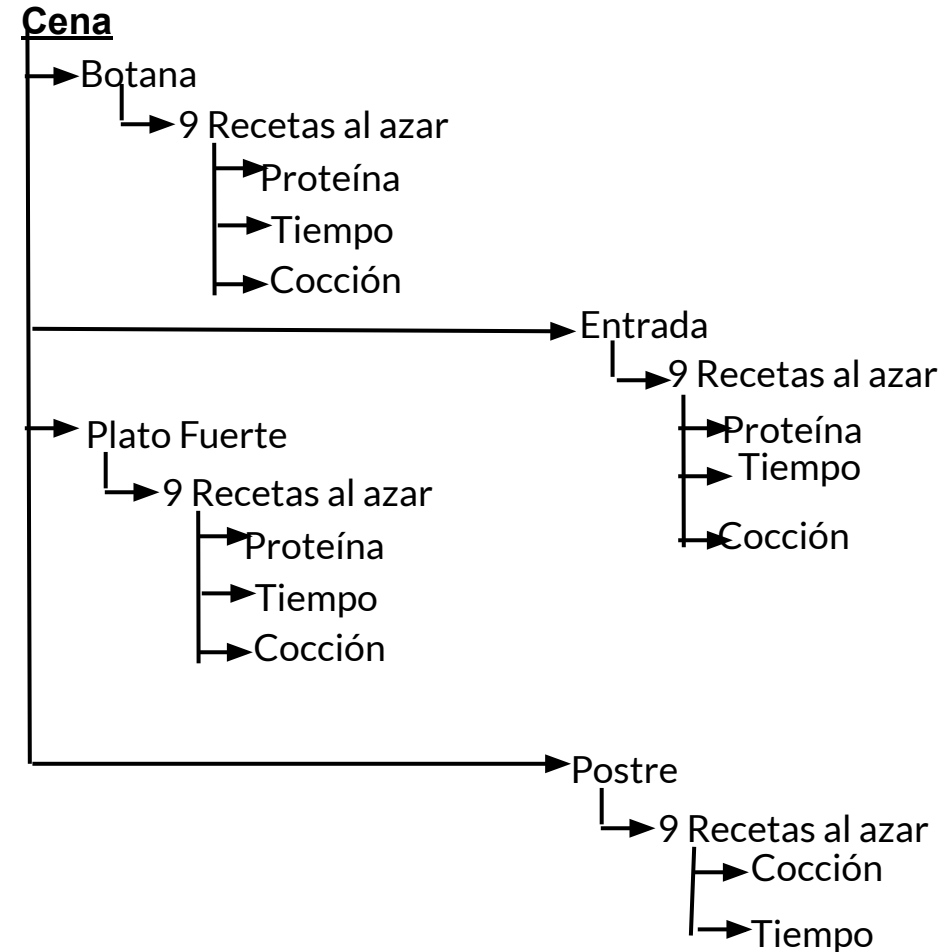 Cena
Botana
9 Recetas al azar
Proteína
Tiempo
Cocción
Entrada
9 Recetas al azar
Proteína
Tiempo
Cocción
Plato Fuerte
9 Recetas al azar
Proteína
Tiempo
Cocción
Postre
9 Recetas al azar
Cocción
Tiempo